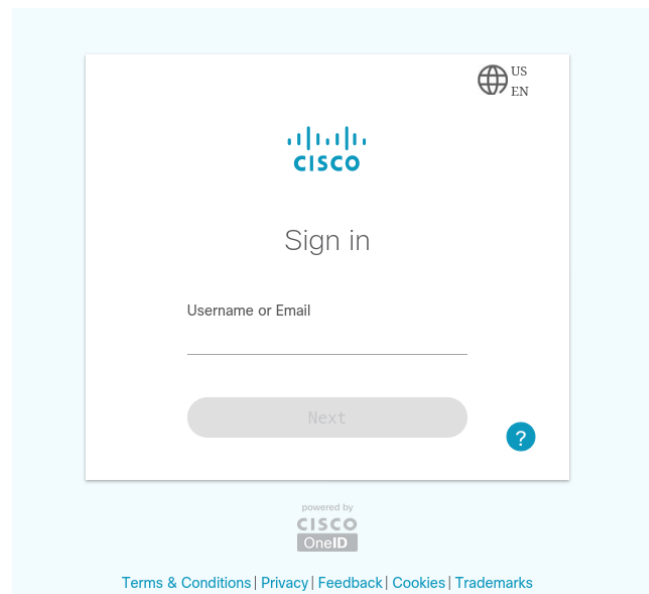 US
EN
CISCO
Sign in
Username or Email
Next
?
powered by
CISCO
OneID
Terms & Conditions| Privacy| Feedback| Cookies| Trademarks